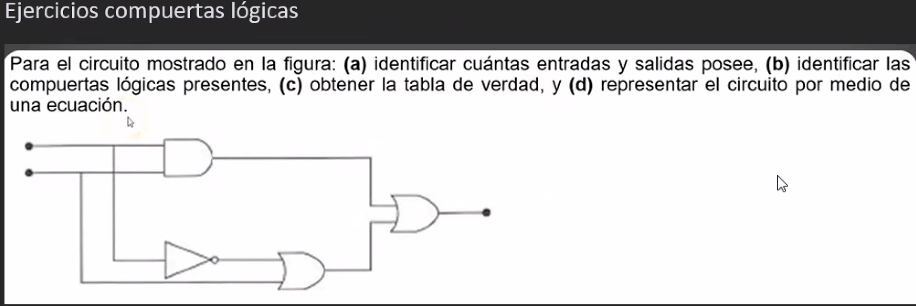 Ejercicios compuertas lógicas
Para el circuito mostrado en la figura: (a) identificar cuántas entradas y salidas posee, (b) identificar las
compuertas lógicas presentes, (c) obtener la tabla de verdad, y (d) representar el circuito por medio de
una ecuación.